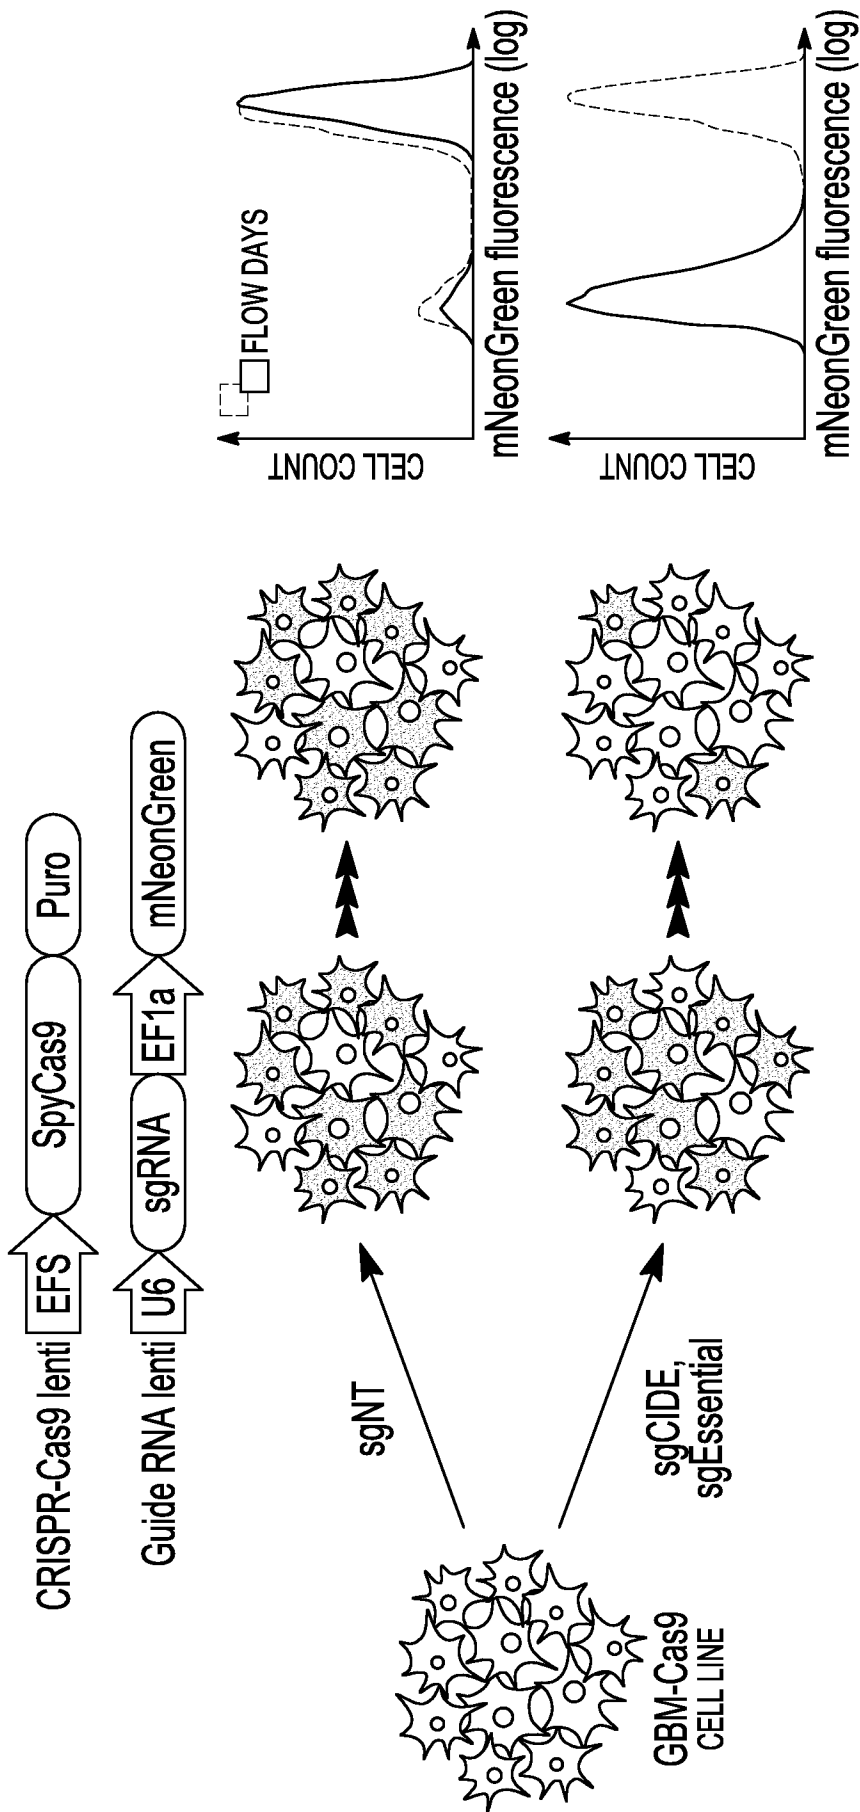 CRISPR-Cas9 lenti EFS SpyCas9 Puro
Guide RNA lenti U6 sgRNA EF1a mNeonGreen
GBM-Cas9
CELL LINE
sgNT
sgCIDE,
sgEssential
FLOW DAYS
CELL COUNT
mNeonGreen fluorescence (log)
CELL COUNT
mNeonGreen fluorescence (log)